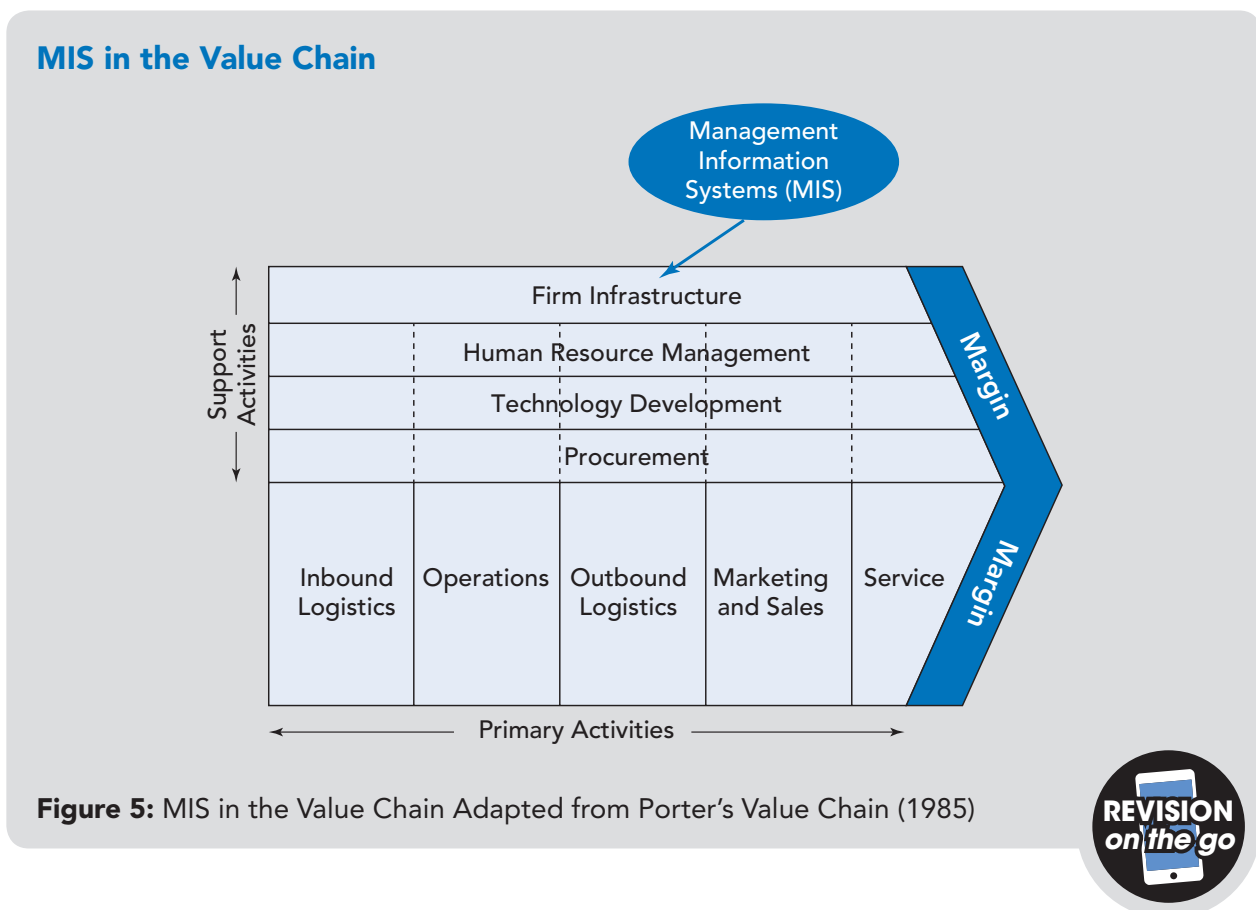 MIS in the Value Chain
Management
Information
Systems (MIS)
Support
Activities
Firm Infrastructure
Human Resource Management
Technology Development
Procurement
Margin
Inbound
Logistics
Operations
Outbound
Logistics
Marketing
and Sales
Service
Margin
Primary Activities
Figure 5: MIS in the Value Chain Adapted from Porter's Value Chain (1985)
REVISION
on the go